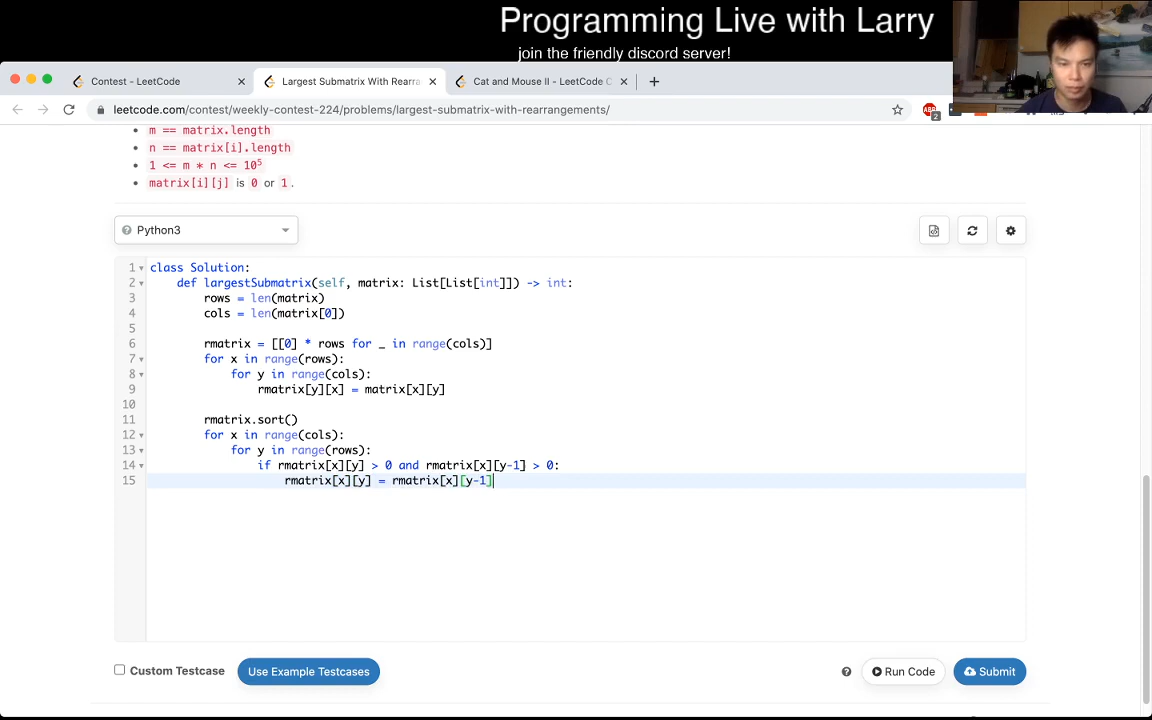 Programming Live with Larry
join the friendly discord server!
Contest - LeetCode
Largest Submatrix With Rearra
Cat and Mouse II - LeetCode C
leetcode.com/contest/weekly-contest-224/problems/largest-submatrix-with-rearrangements/
ABP
2
m == matrix.length
n == matrix[i].length
1 <= m * n <= 10⁵
matrix[i][j] is 0 or 1.
Python3
1 class Solution:
2 def largestSubmatrix(self, matrix: List[List[int]]) -> int:
3 rows = len(matrix)
4 cols = len(matrix[0])
5
6 rmatrix = [[0] * rows for _ in range(cols)]
7 for x in range(rows):
8 for y in range(cols):
9 rmatrix[y][x] = matrix[x][y]
10
11 rmatrix.sort()
12 for x in range(cols):
13 for y in range(rows):
14 if rmatrix[x][y] > 0 and rmatrix[x][y-1] > 0:
15 rmatrix[x][y] = rmatrix[x][y-1]
Custom Testcase
Use Example Testcases
Run Code
Submit